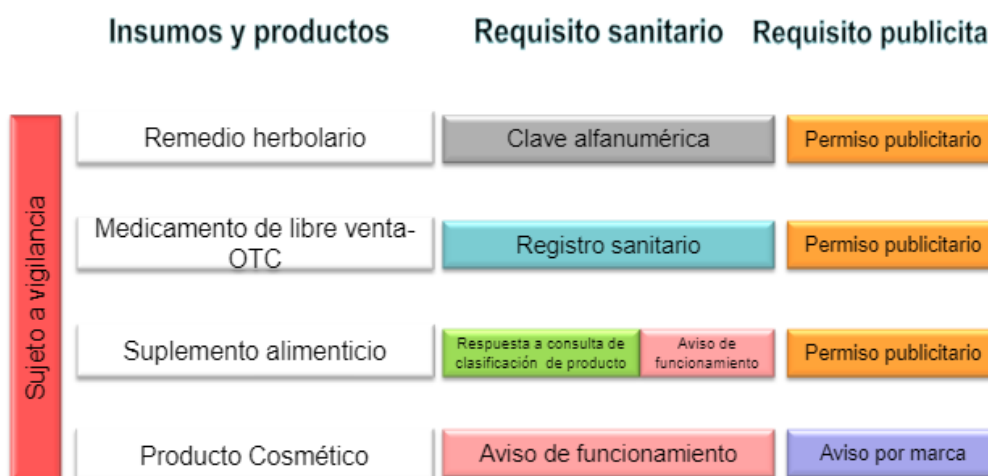 Insumos y productos
Requisito sanitario
Requisito publicita
Sujeto a vigilancia
Remedio herbolario
Clave alfanumérica
Permiso publicitario
Medicamento de libre venta-
OTC
Registro sanitario
Permiso publicitario
Suplemento alimenticio
Respuesta a consulta de
clasificación de producto
Aviso de
funcionamiento
Permiso publicitario
Producto Cosmético
Aviso de funcionamiento
Aviso por marca